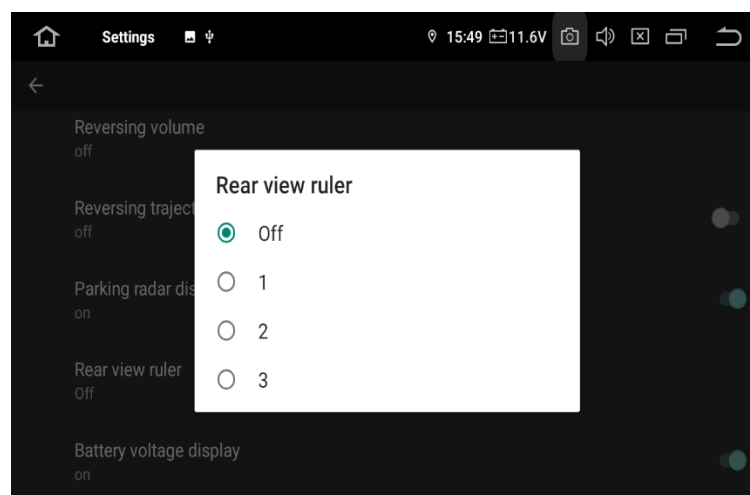 Settings
15:49 11.6V
Reversing volume
off
Reversing traject
off
Parking radar dis
on
Rear view ruler
Off
Battery voltage display
on
Rear view ruler
Off
1
2
3